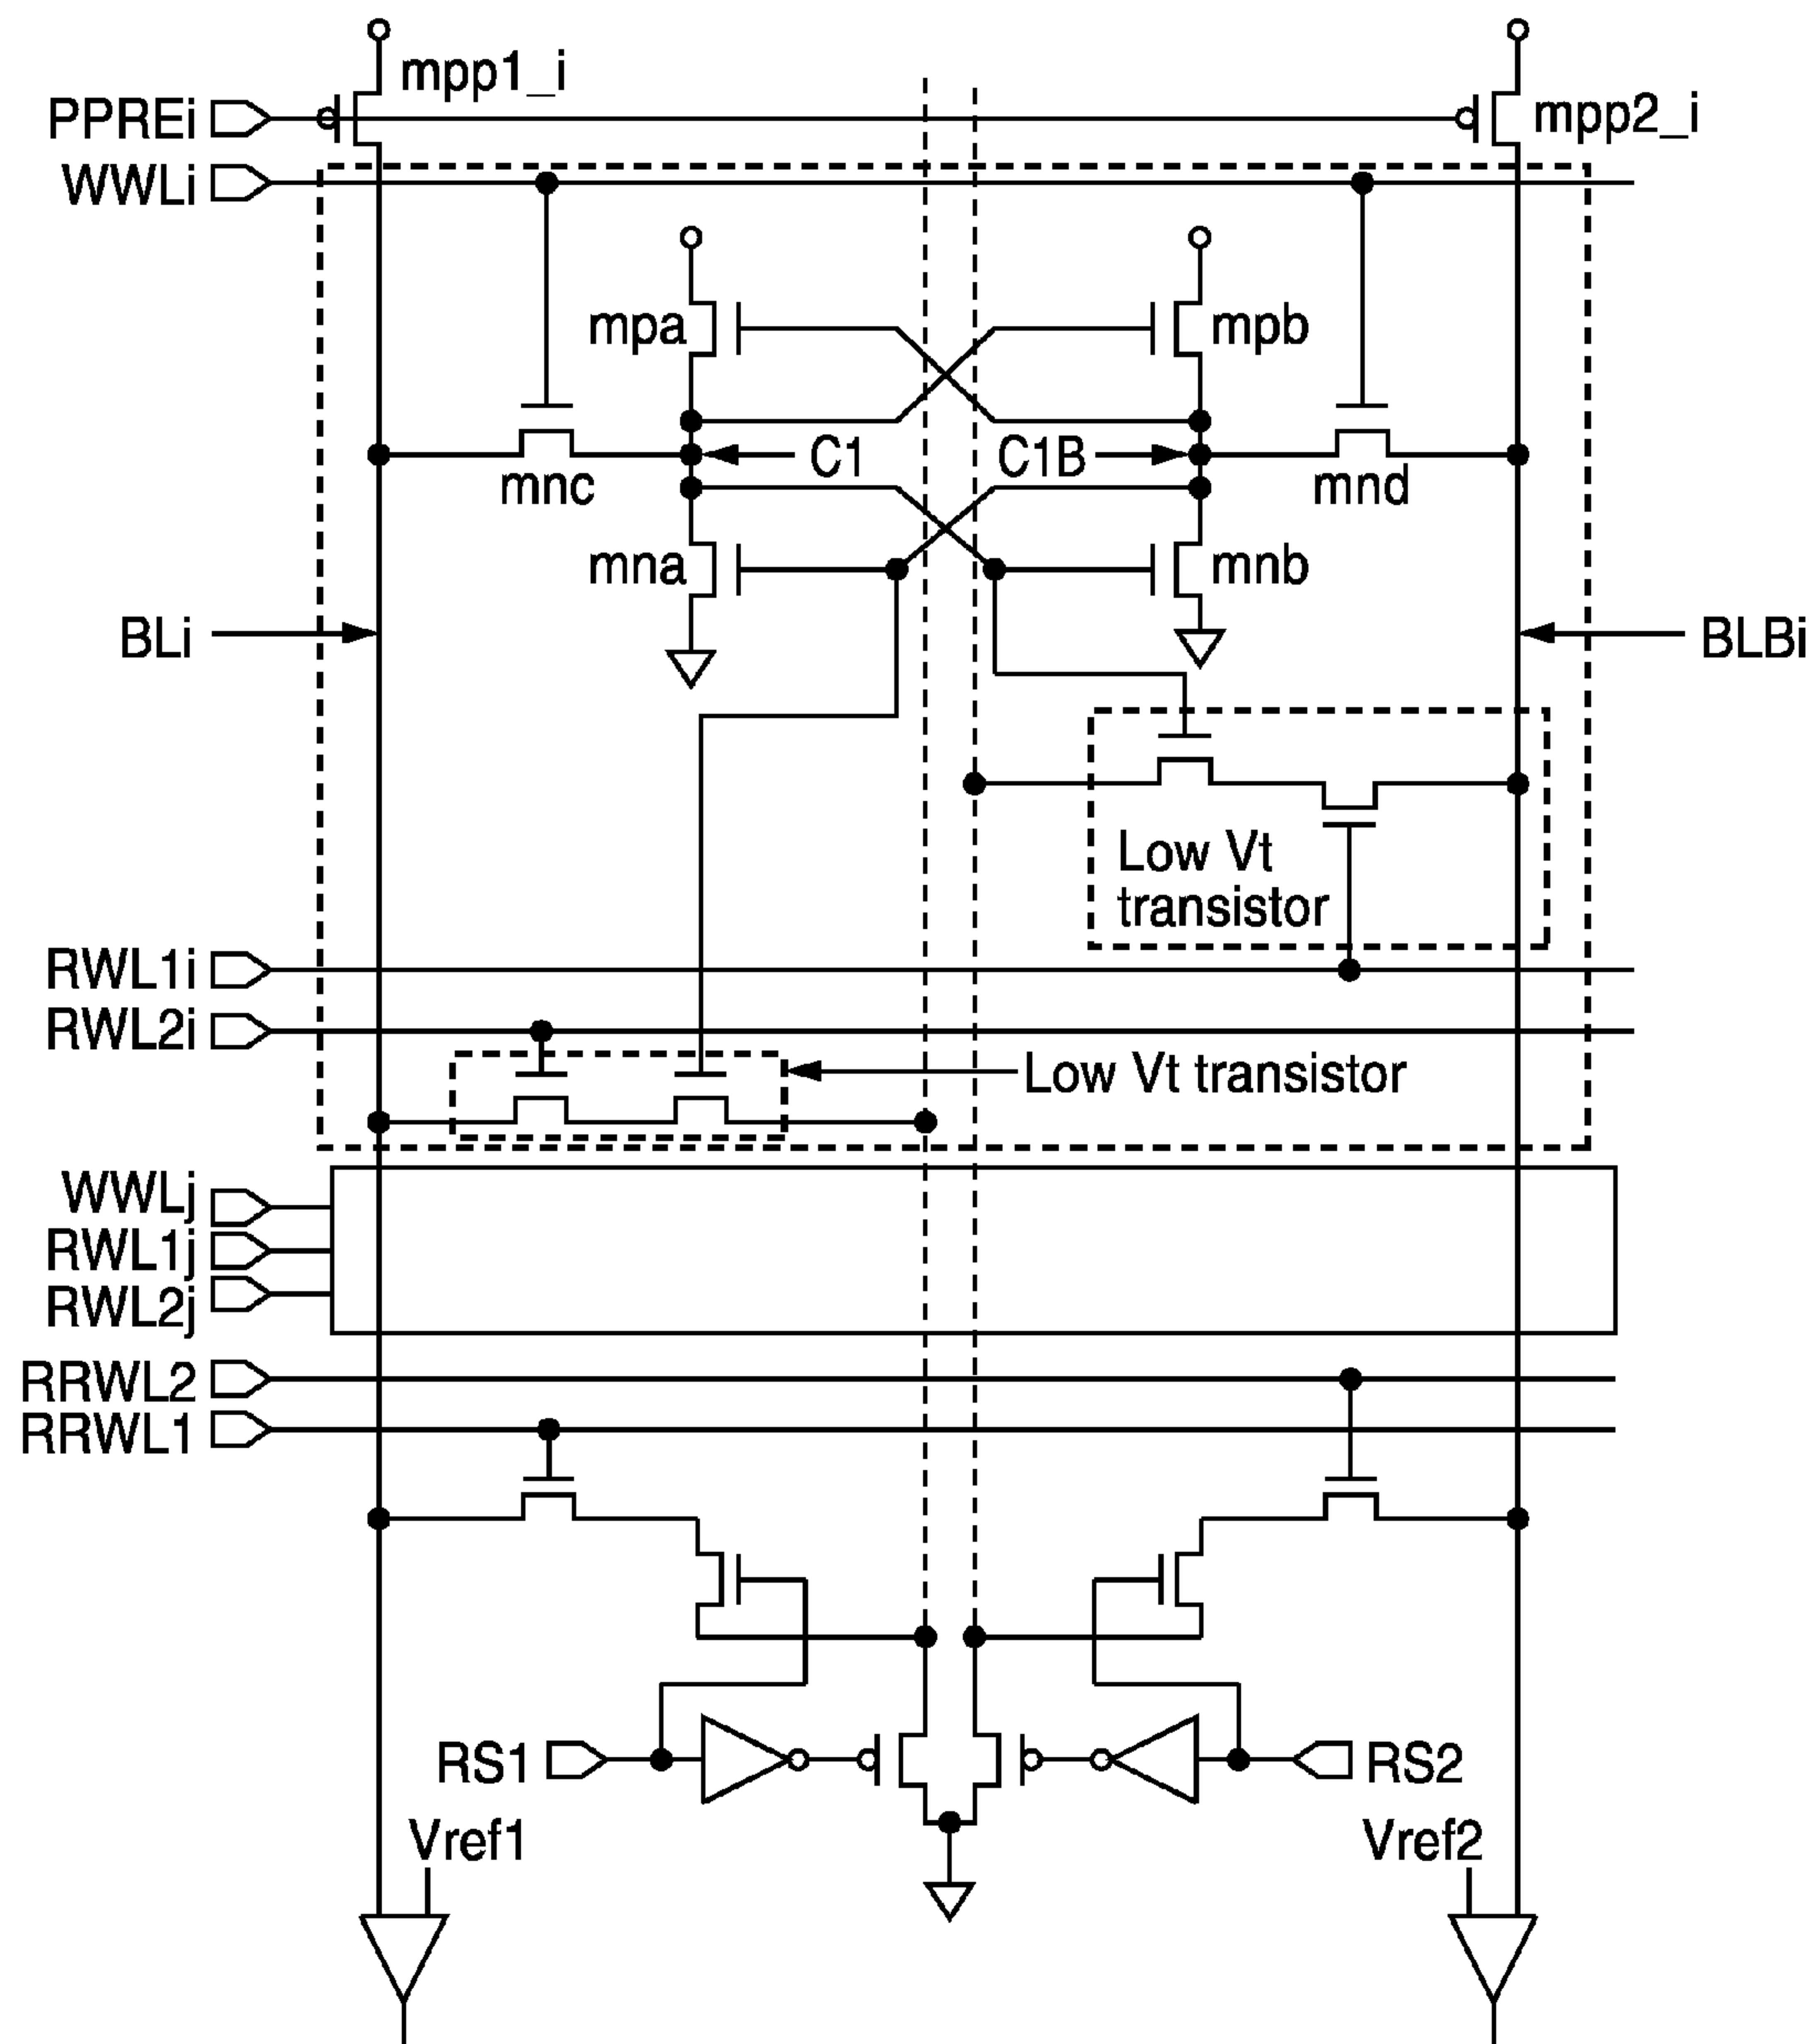 mpp1_i
PPREi
mpp2_i
WWLi
mpa
mpb
C1
C1B
mnc
mnd
mna
mnb
BLi
BLBi
Low Vt
transistor
RWL1i
RWL2i
Low Vt transistor
WWLj
RWL1j
RWL2j
RRWL2
RRWL1
RS1
RS2
Vref1
Vref2